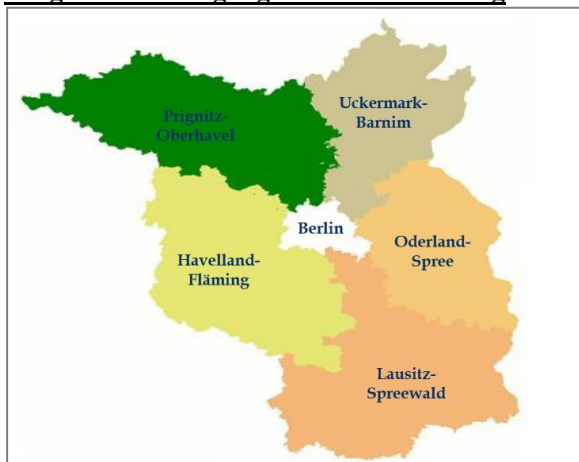 Prignitz-
Oberhavel
Uckermark-
Barnim
Berlin
Havelland-
Fläming
Oderland-
Spree
Lausitz-
Spreewald